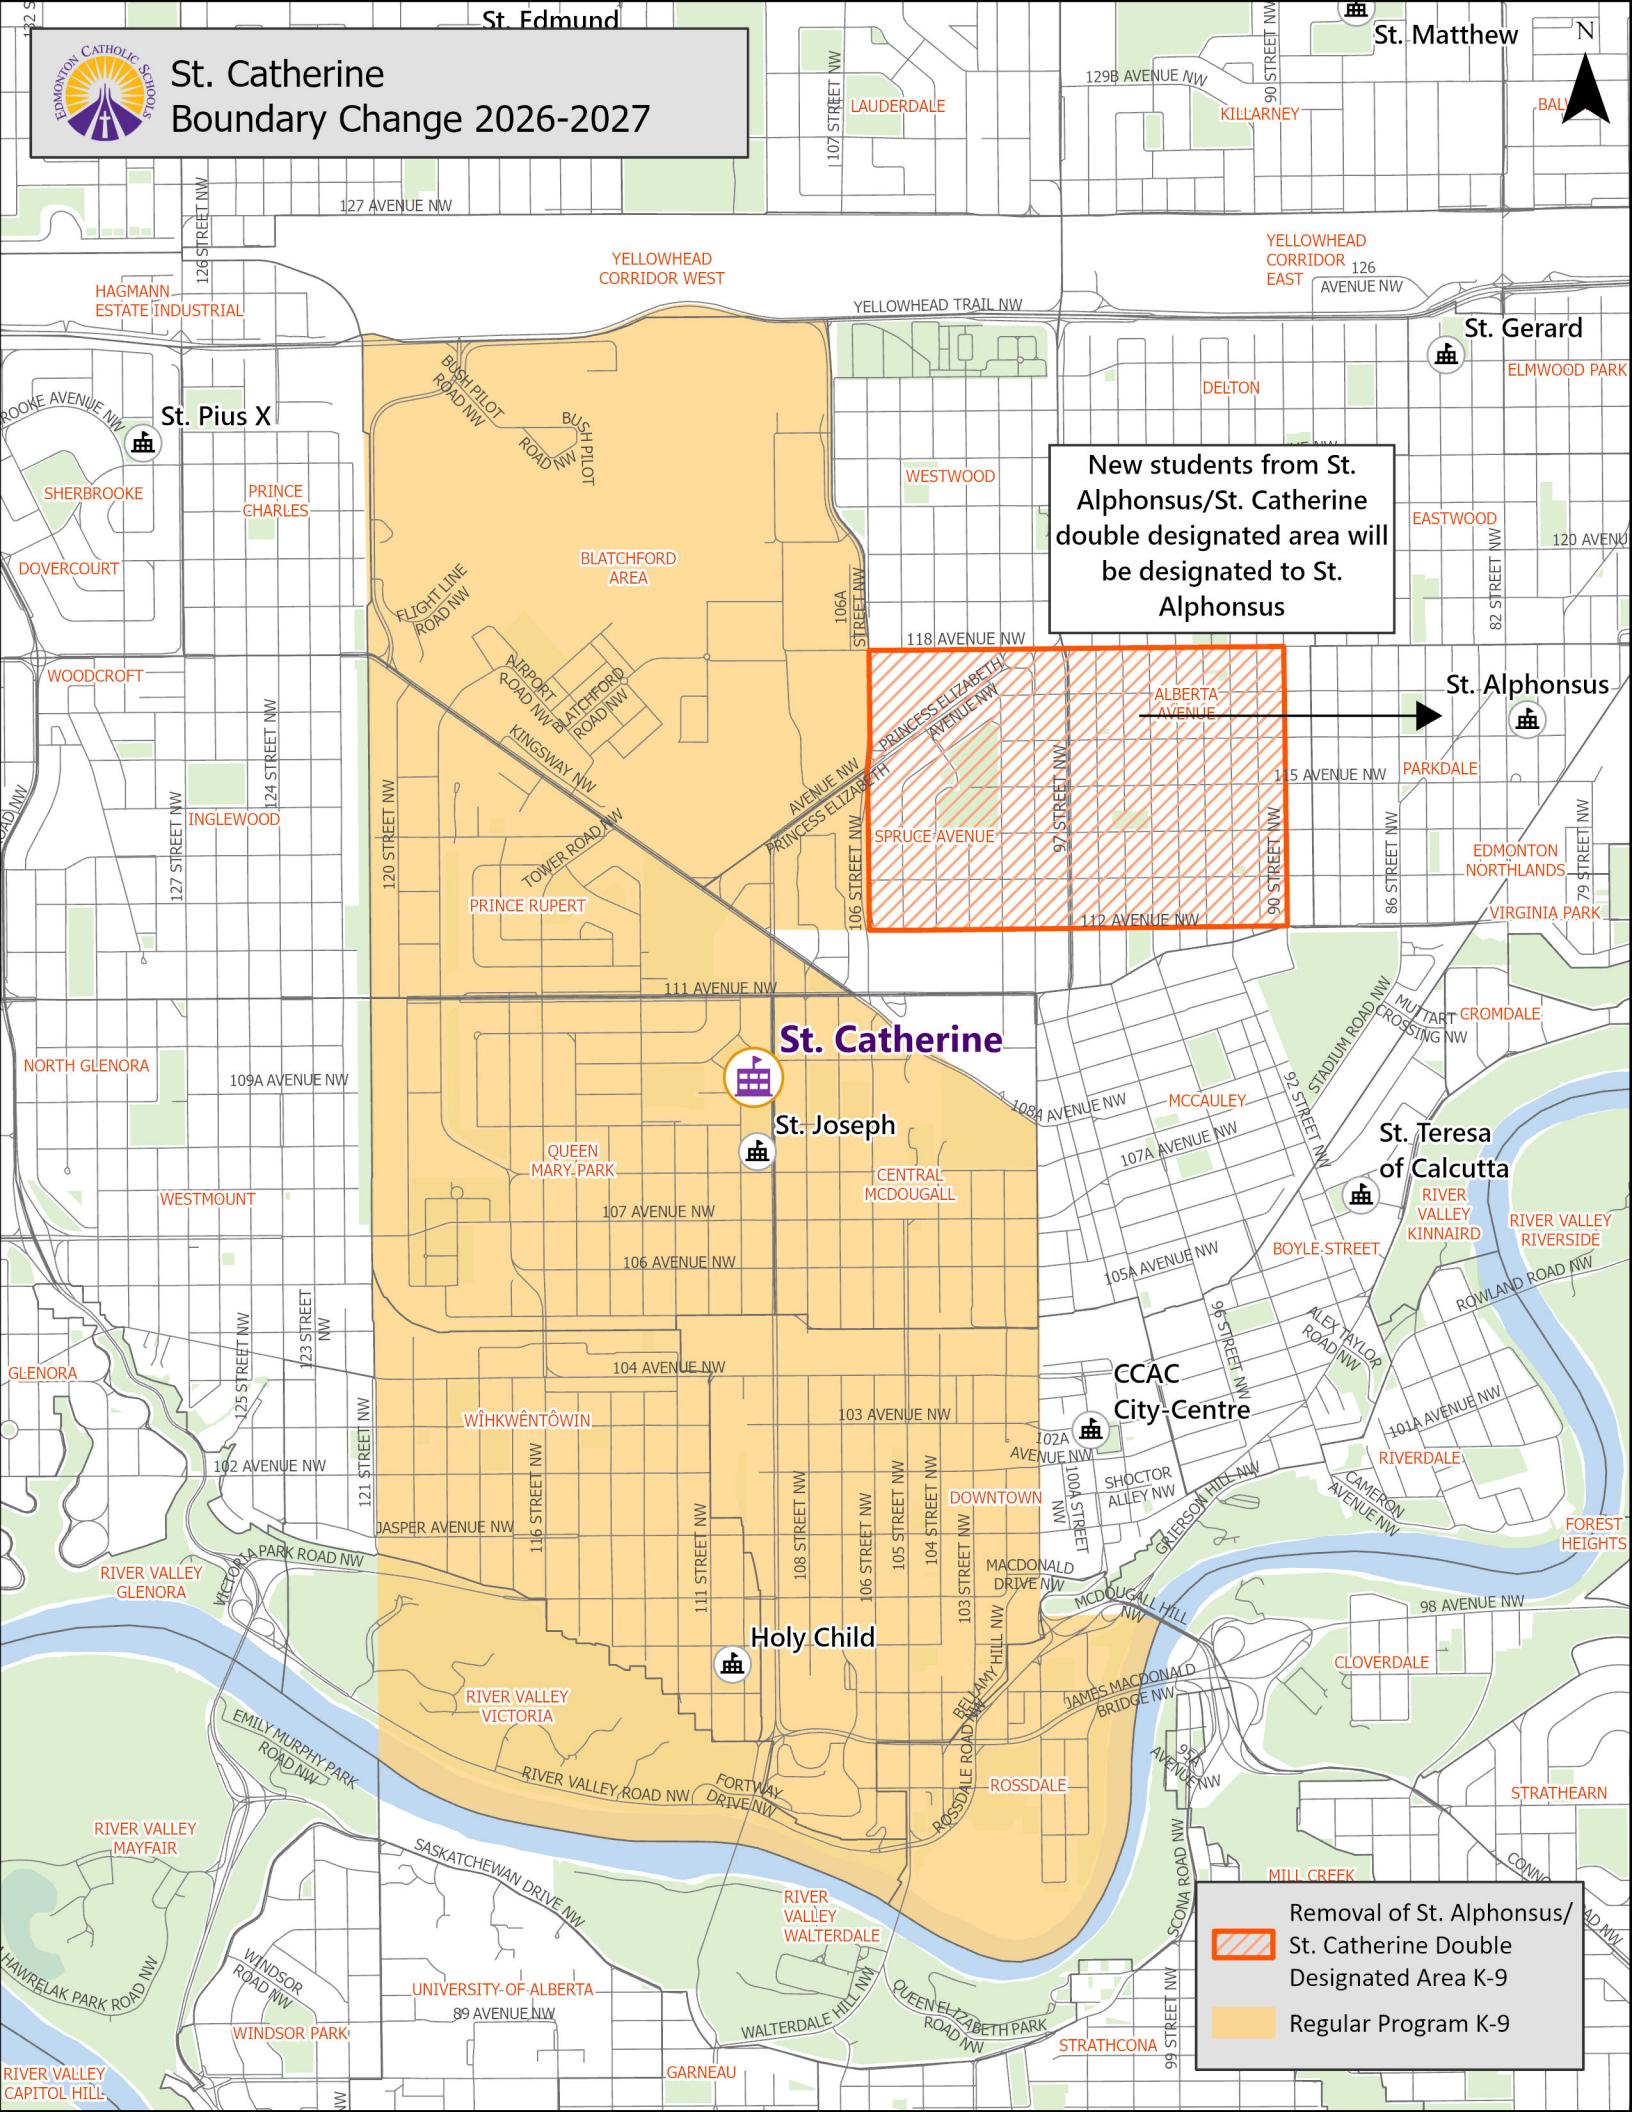 St. Edmund
St. Matthew
N
EDMONTON CATHOLIC SCHOOLS
St. Catherine
Boundary Change 2026-2027
107 STREET NW
LAUDERDALE
129B AVENUE NW
90 STREET NW
KILLARNEY
127 AVENUE NW
126 STREET NW
YELLOWHEAD
CORRIDOR WEST
YELLOWHEAD
CORRIDOR
EAST
126
AVENUE NW
HAGMANN
ESTATE INDUSTRIAL
YELLOWHEAD TRAIL NW
St. Gerard
ELMWOOD PARK
DELTON
BUSH PILOT
ROAD NW
BUSH PILOT
ROAD NW
St. Pius X
SHERBROOKE
PRINCE
CHARLES
WESTWOOD
New students from St.
Alphonsus/St. Catherine
double designated area will
be designated to St.
Alphonsus
EASTWOOD
82 STREET NW
DOVERCOURT
BLATCHFORD
AREA
FLIGHT LINE
ROAD NW
106A
STREET NW
118 AVENUE NW
WOODCROFT
AIRPORT
ROAD NW
BLATCHFORD
ROAD NW
PRINCESS ELIZABETH
AVENUE NW
ALBERTA
AVENUE
St. Alphonsus
124 STREET NW
KINGSWAY NW
AVENUE NW
PRINCESS ELIZABETH
97 STREET NW
115 AVENUE NW
PARKDALE
127 STREET NW
INGLEWOOD
120 STREET NW
TOWER ROAD NW
106 STREET NW
SPRUCE AVENUE
90 STREET NW
86 STREET NW
EDMONTON
NORTHLANDS
79 STREET NW
PRINCE RUPERT
112 AVENUE NW
VIRGINIA PARK
111 AVENUE NW
St. Catherine
STADIUM ROAD NW
MUTTART
CROSSING NW
CROMDALE
NORTH GLENORA
109A AVENUE NW
108A AVENUE NW
MCCAULEY
92 STREET NW
St. Joseph
107A AVENUE NW
St. Teresa
of Calcutta
QUEEN
MARY PARK
CENTRAL
MCDOUGALL
WESTMOUNT
RIVER
VALLEY
KINNAIRD
RIVER VALLEY
RIVERSIDE
107 AVENUE NW
106 AVENUE NW
105A AVENUE NW
BOYLE STREET
ROWLAND ROAD NW
125 STREET NW
123 STREET
NW
96 STREET NW
ALEX TAYLOR
ROAD NW
GLENORA
104 AVENUE NW
CCAC
City-Centre
WÎHKWÊNTÔWIN
103 AVENUE NW
102A
AVENUE NW
101A AVENUE NW
RIVERDALE
102 AVENUE NW
121 STREET NW
116 STREET NW
108 STREET NW
106 STREET NW
105 STREET NW
104 STREET NW
DOWNTOWN
100A STREET
NW
SHOCTOR
ALLEY NW
GRIERSON HILL NW
CAMERON
AVENUE NW
JASPER AVENUE NW
111 STREET NW
103 STREET NW
FOREST
HEIGHTS
VICTORIA PARK ROAD NW
RIVER VALLEY
GLENORA
MACDONALD
DRIVE NW
MCDOUGALL HILL
NW
98 AVENUE NW
Holy Child
BELLAMY HILL NW
NW
CLOVERDALE
JAMES MACDONALD
BRIDGE NW
RIVER VALLEY
VICTORIA
EMILY MURPHY PARK
ROAD NW
RIVER VALLEY ROAD NW
FORTWAY
DRIVE NW
ROSSDALE ROAD
ROSSDALE
95A
AVENUE NW
STRATHEARN
RIVER VALLEY
MAYFAIR
SASKATCHEWAN DRIVE NW
SCONA ROAD NW
MILL CREEK
RIVER
VALLEY
WALTERDALE
Removal of St. Alphonsus/
St. Catherine Double
Designated Area K-9
Regular Program K-9
HAWRELAK PARK ROAD NW
WINDSOR
ROAD NW
UNIVERSITY OF ALBERTA
89 AVENUE NW
WALTERDALE HILL NW
QUEEN ELIZABETH PARK
ROAD NW
STRATHCONA
99 STREET NW
WINDSOR PARK
GARNEAU
RIVER VALLEY
CAPITOL HILL